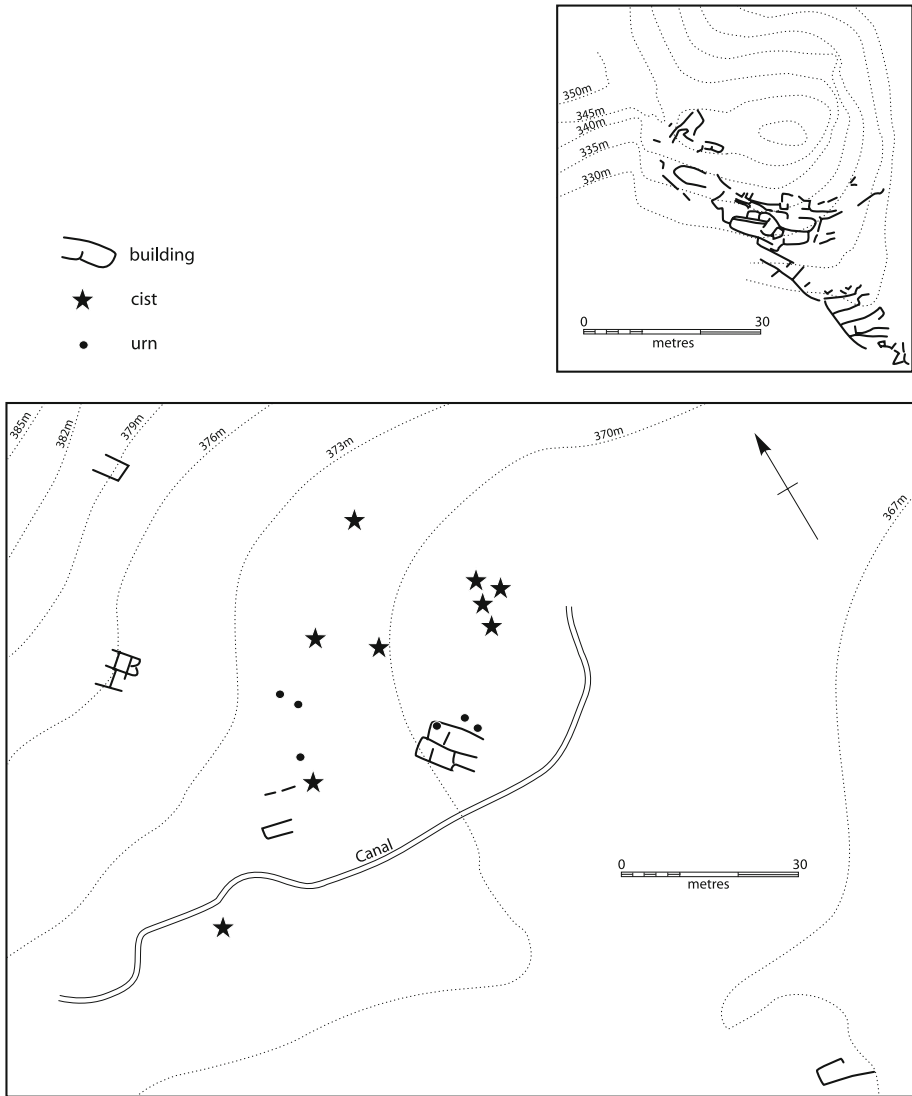 350m
345m
340m
335m
330m
0 30
metres
building
cist
urn
385m
382m
379m
376m
373m
370m
367m
Canal
0 30
metres